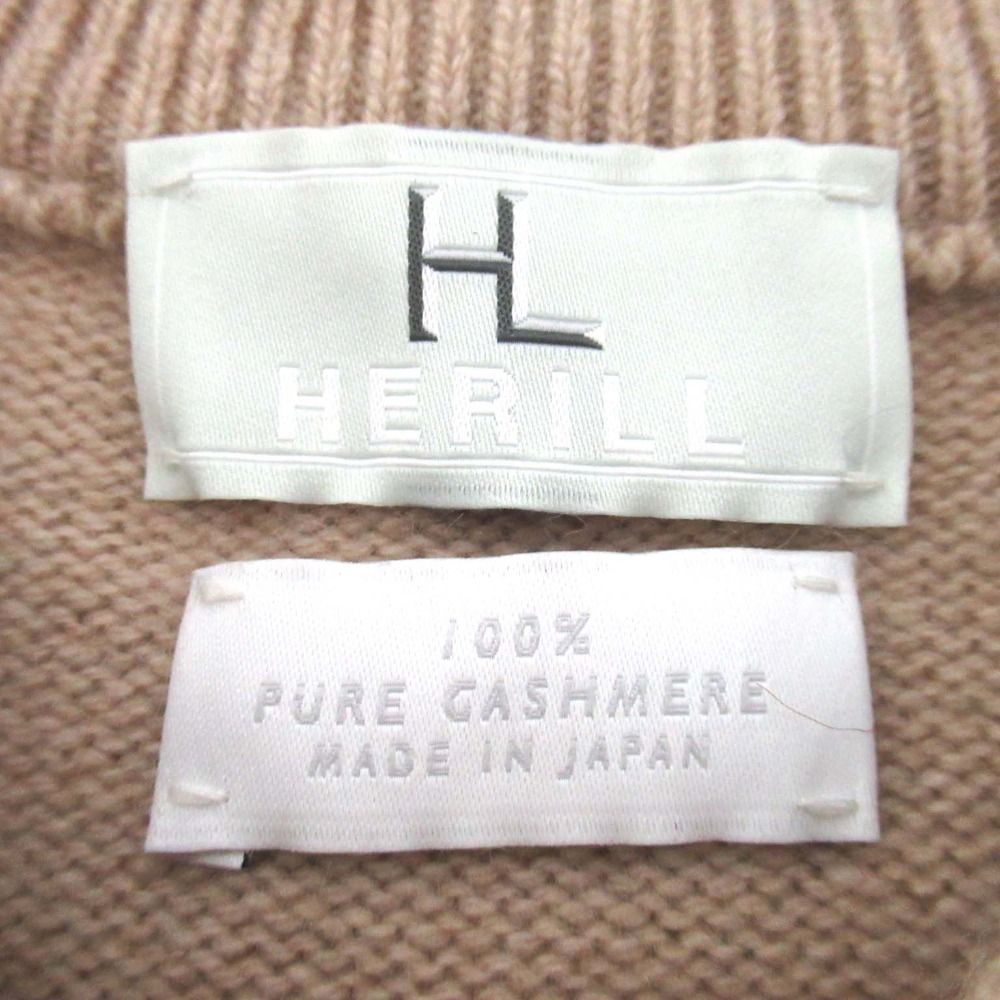 HL
HERILL
100%
PURE CASHMERE
MADE IN JAPAN